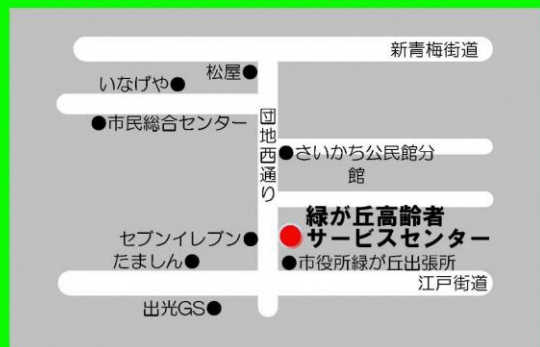 新青梅街道
松屋●
いなげや●
●市民総合センター
団地西通り
●さいかち公民館分
館
緑が丘高齢者
サービスセンター
セブンイレブン●
たましん●
●市役所緑が丘出張所
江戸街道
出光GS●